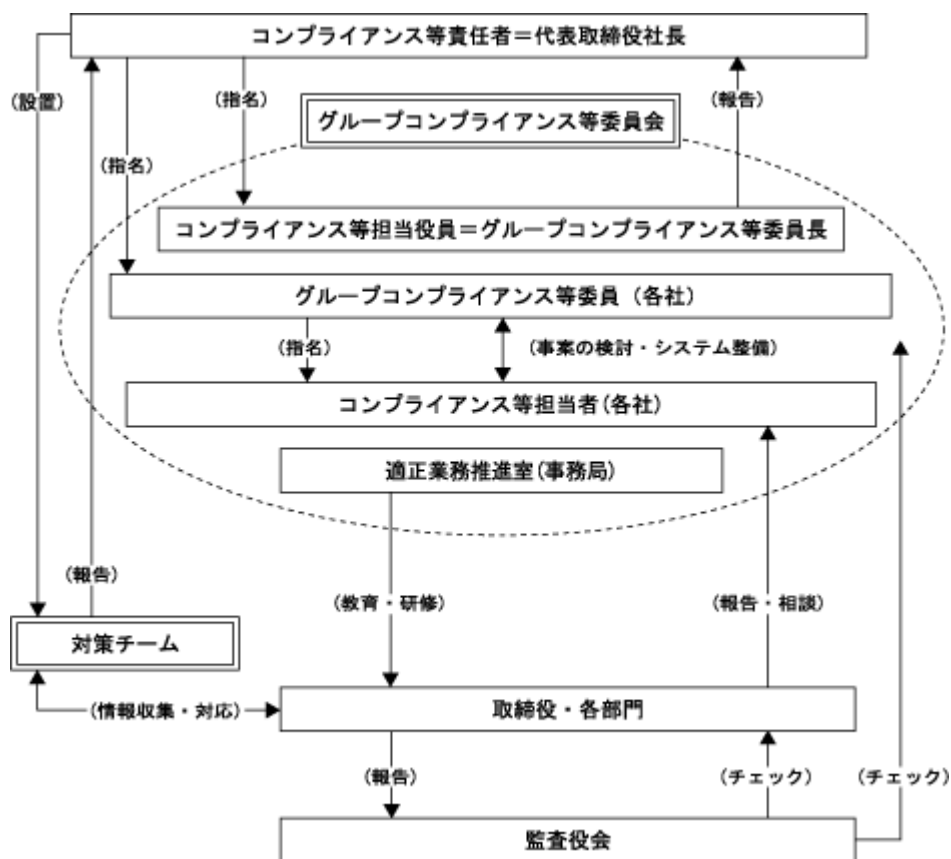 コンプライアンス等責任者＝代表取締役社長
(設置)
(指名)
(報告)
グループコンプライアンス等委員会
(指名)
コンプライアンス等担当役員＝グループコンプライアンス等委員長
グループコンプライアンス等委員（各社）
(指名)
(事案の検討・システム整備)
コンプライアンス等担当者(各社)
適正業務推進室(事務局)
(報告)
(教育・研修)
(報告・相談)
対策チーム
(情報収集・対応)
取締役・各部門
(報告)
(チェック)
(チェック)
監査役会